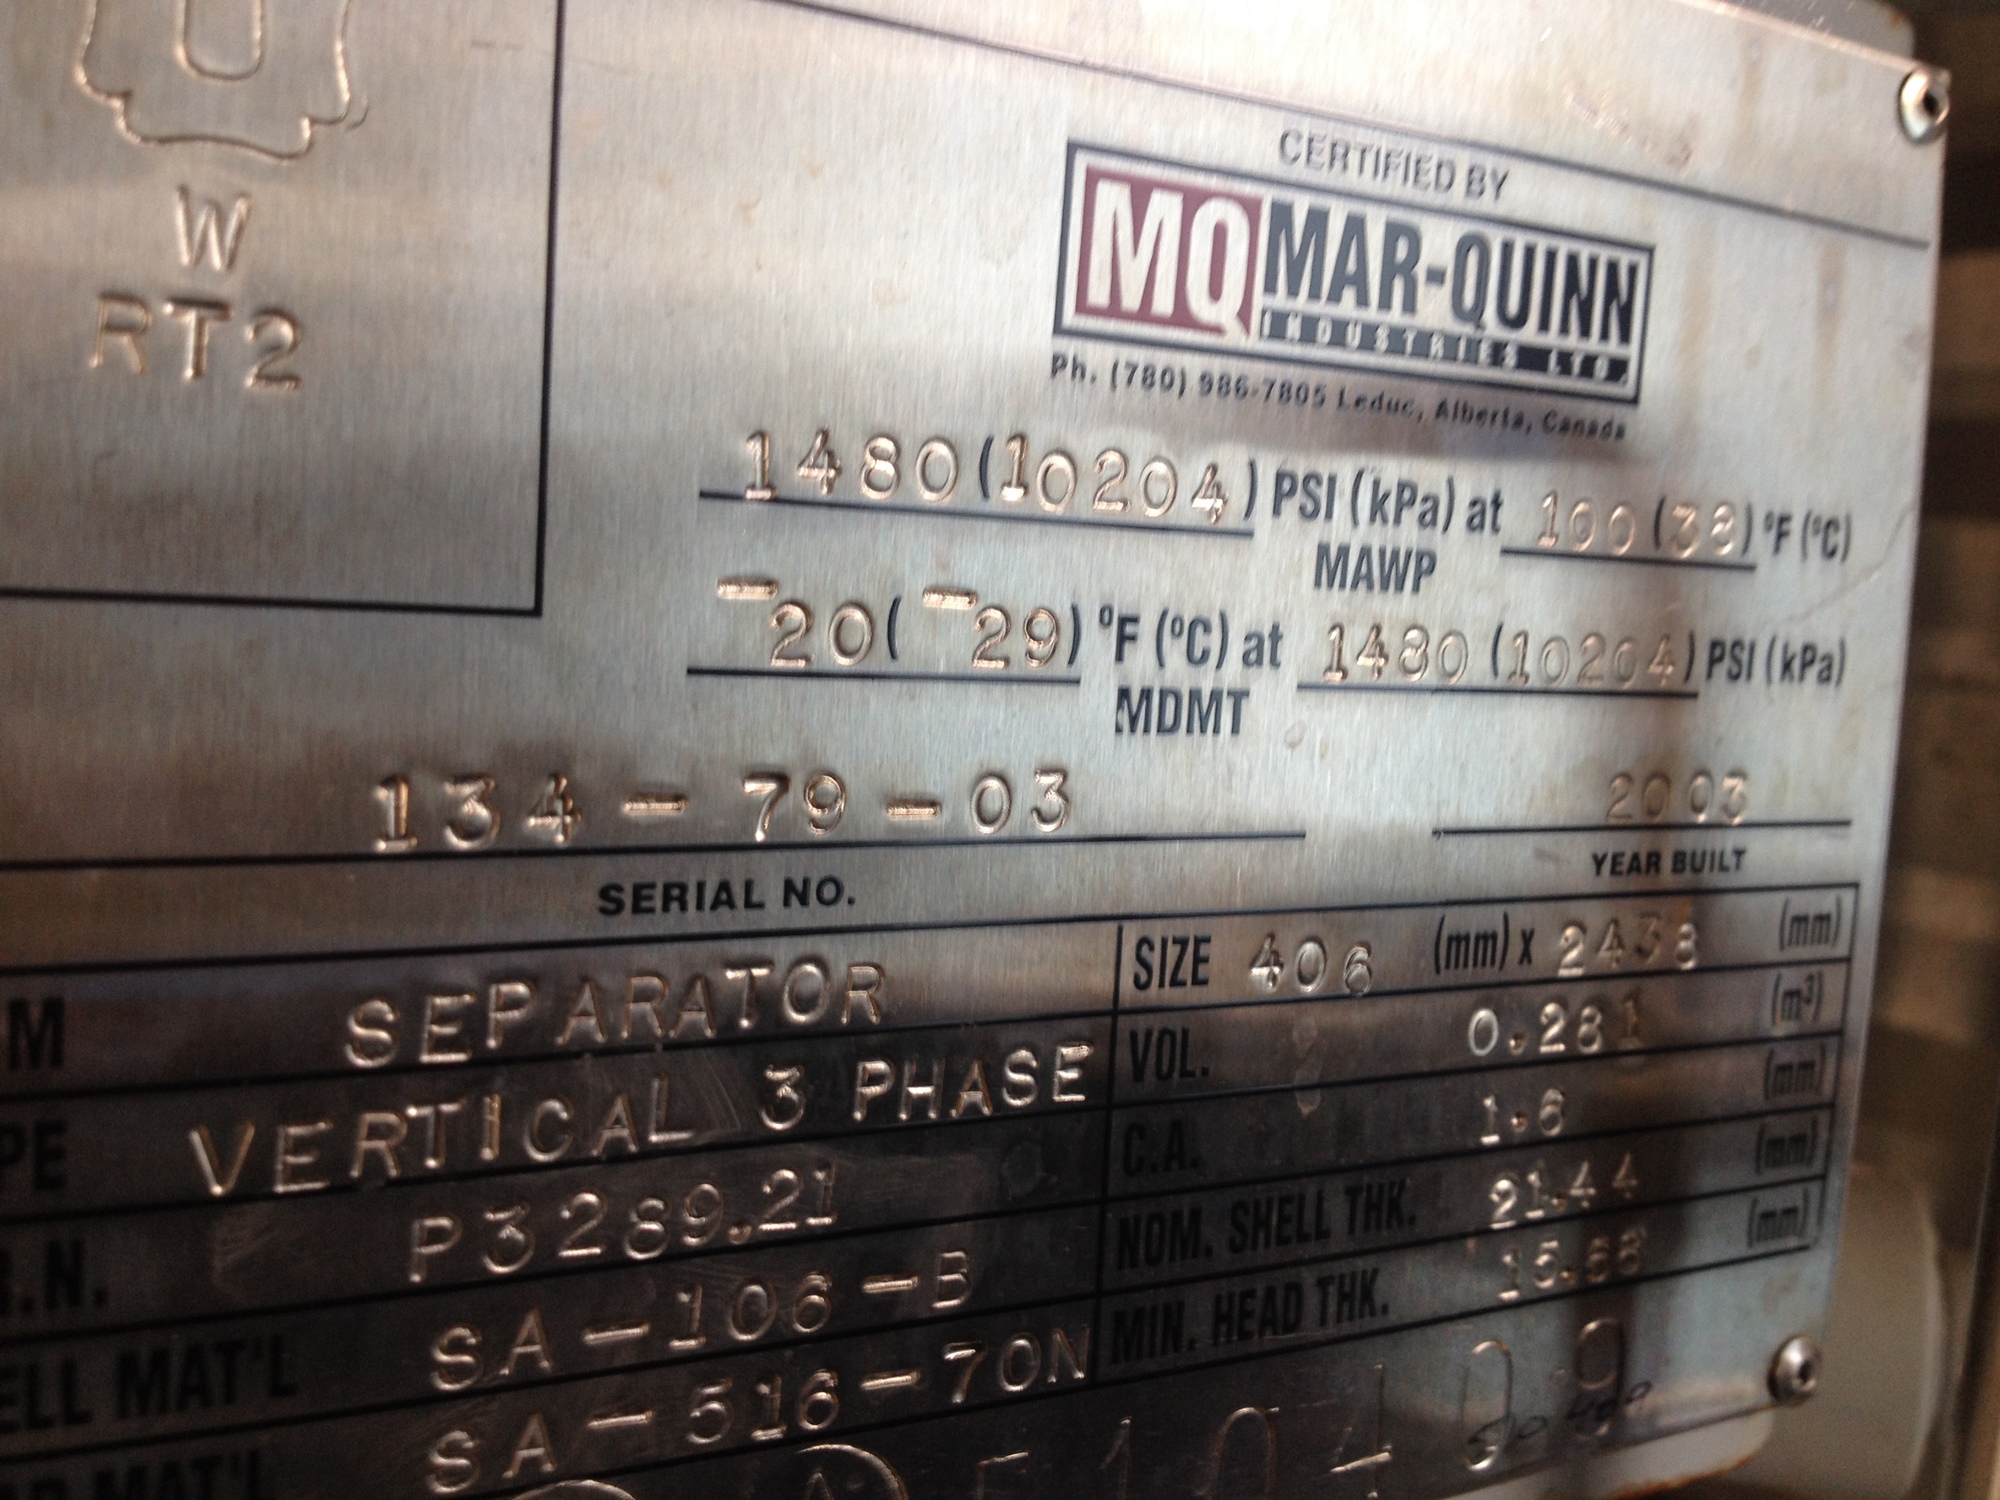 U
W
RT2
CERTIFIED BY
MQ MAR-QUINN
INDUSTRIES LTD.
Ph. (780) 986-7805 Leduc, Alberta, Canada
1480 (10204) PSI (kPa) at 100 (38) °F (°C)
MAWP
-20 (-29) °F (°C) at 1480 (10204) PSI (kPa)
MDMT
134-79-03
2003
SERIAL NO.
YEAR BUILT
M SEPARATOR
SIZE 406 (mm) x 2438 (mm)
PE VERTICAL 3 PHASE
VOL. 0.281 (m³)
.N. P3289.21
C.A. 1.6 (mm)
ELL MAT'L SA-106-B
NOM. SHELL THK. 21.44 (mm)
MAT'L SA-516-70N
MIN. HEAD THK. 15.68 (mm)